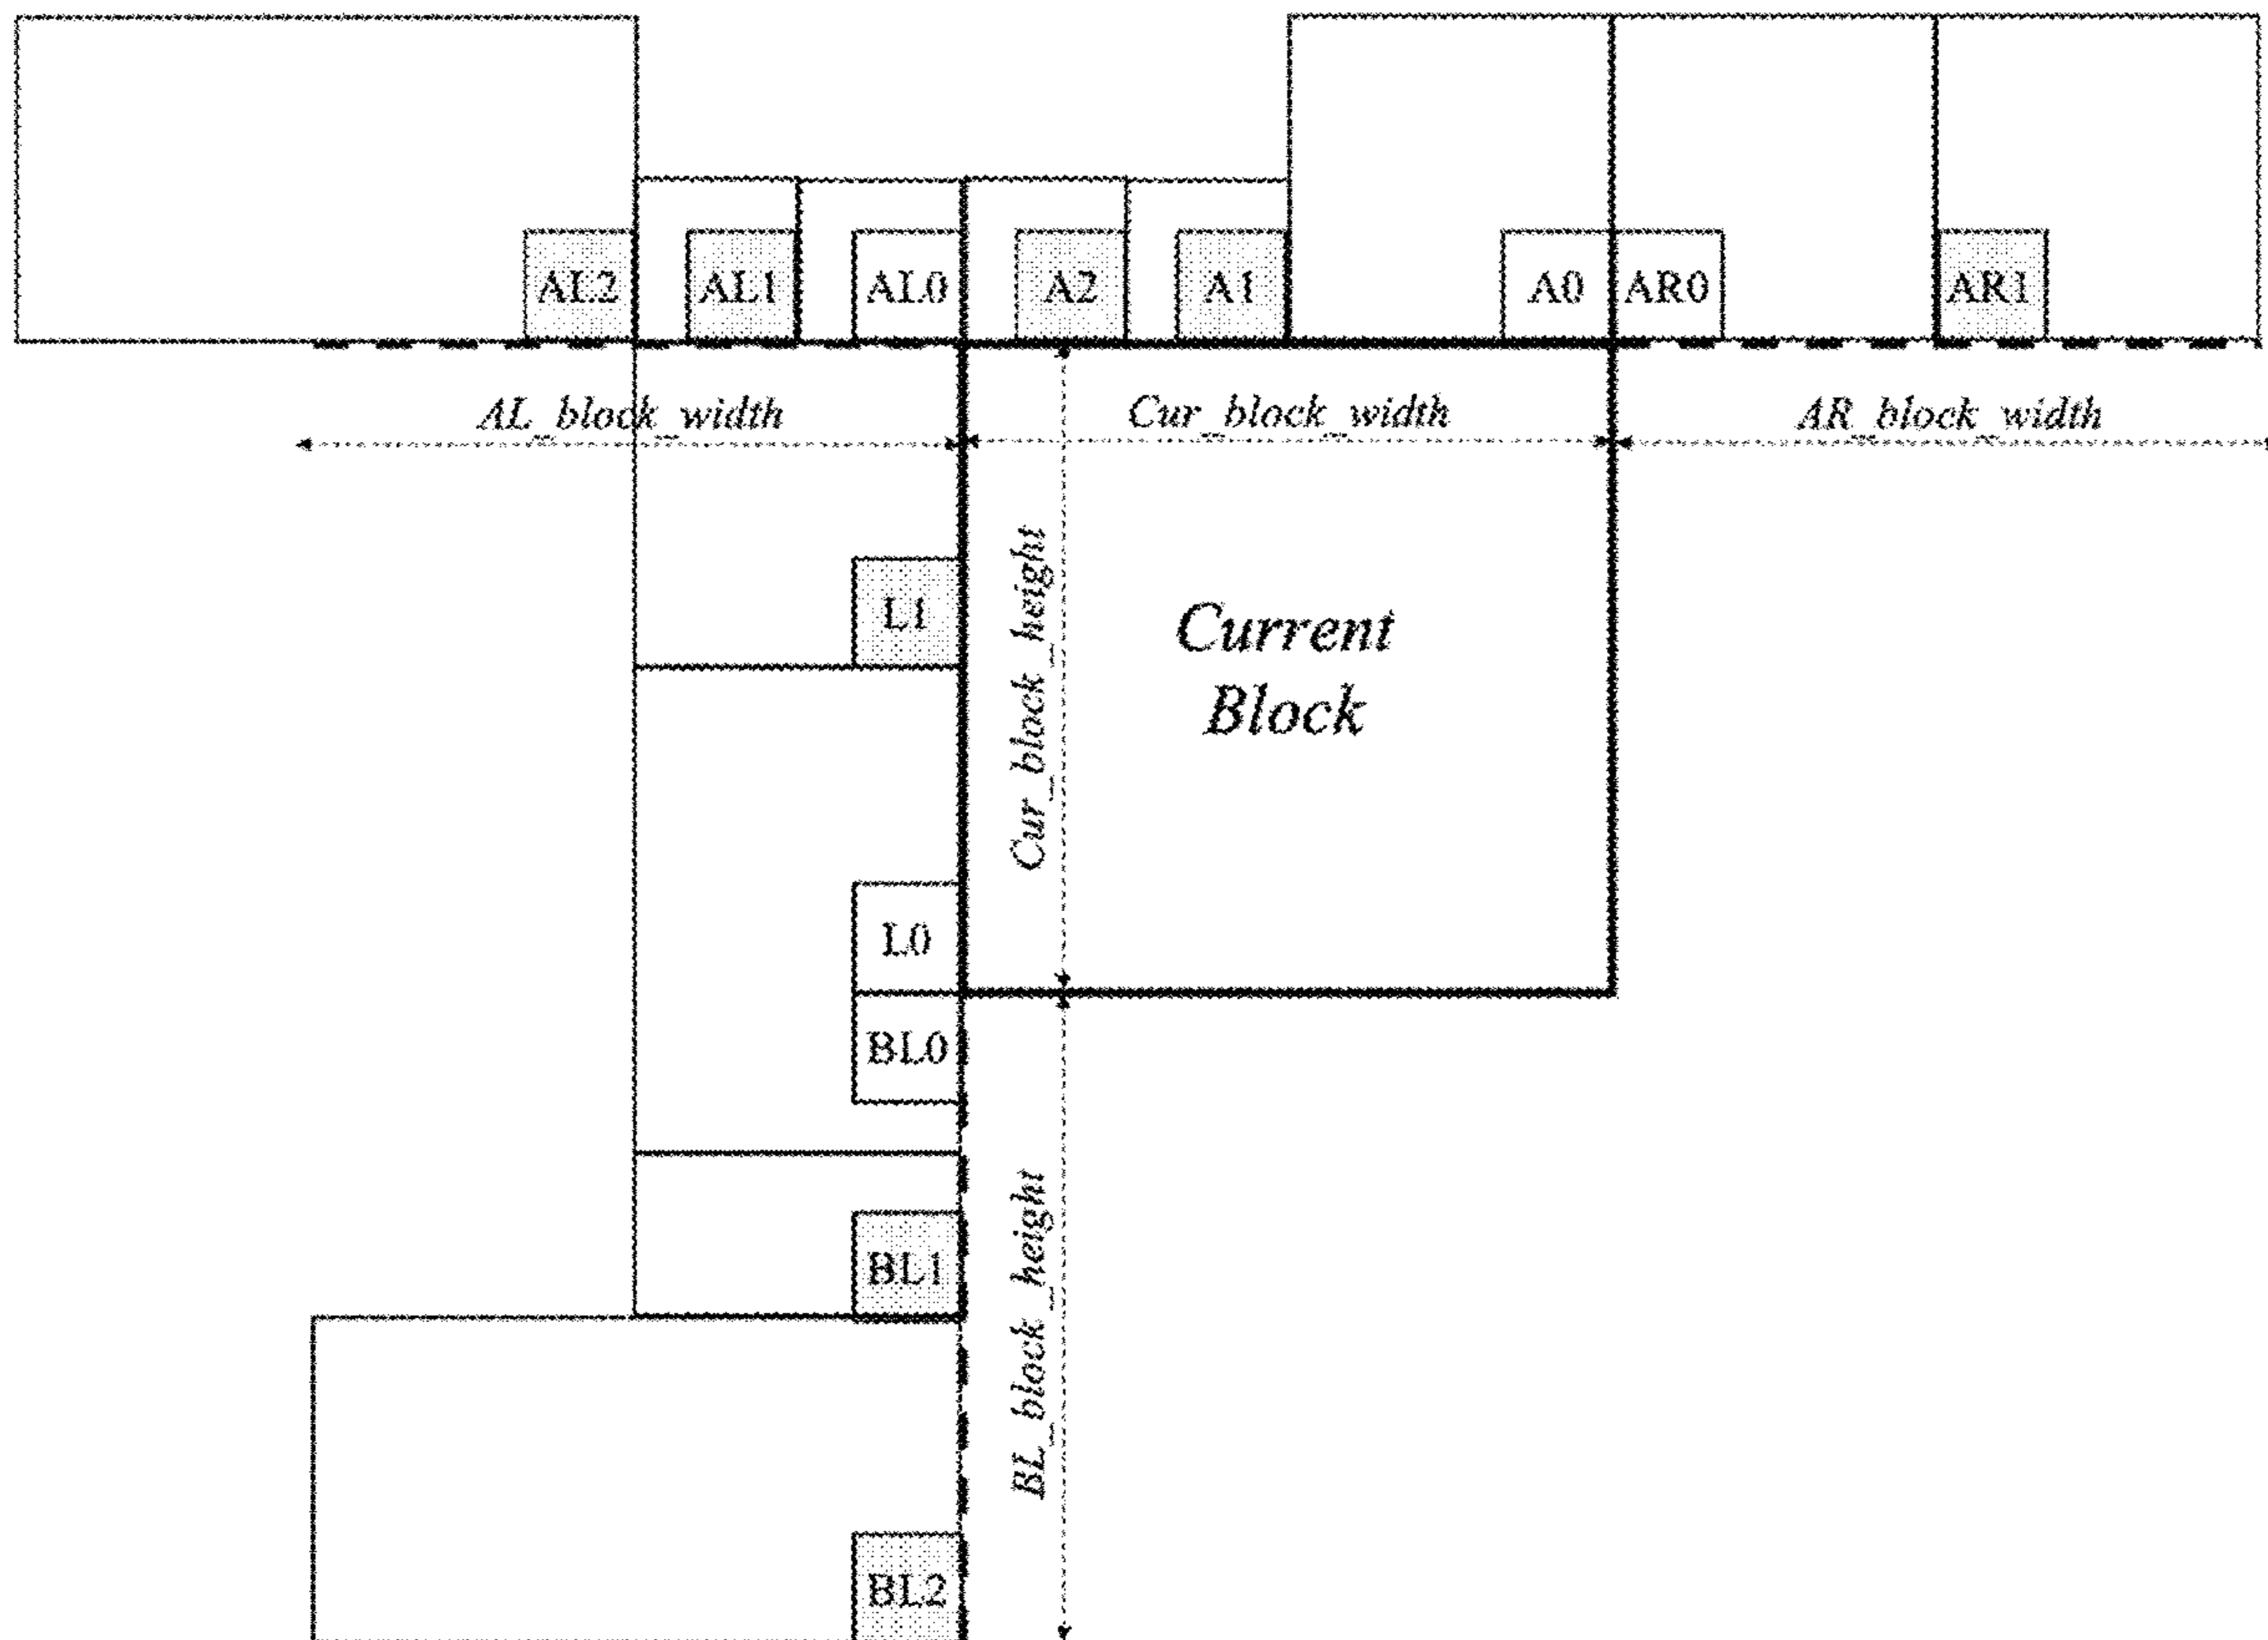 AL2
AL1
AL0
A2
A1
A0
AR0
AR1
AL_block_width
Cur_block_width
AR_block_width
L1
Cur_block_height
Current
Block
L0
BL0
BL1
BL_block_height
BL2